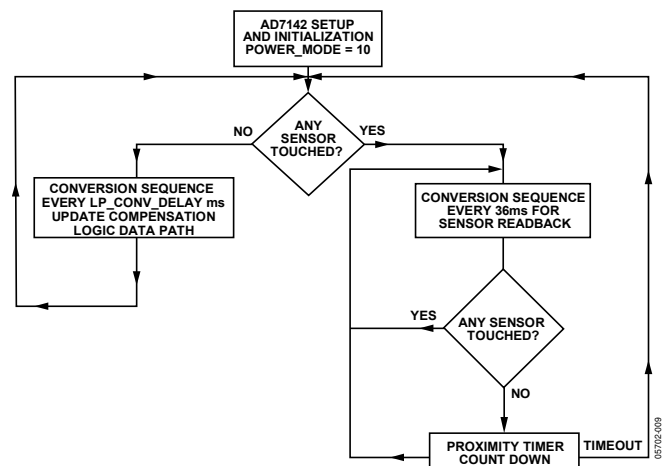 AD7142 SETUP
AND INITIALIZATION
POWER_MODE = 10
NO
ANY
SENSOR
TOUCHED?
YES
CONVERSION SEQUENCE
EVERY LP_CONV_DELAY ms
UPDATE COMPENSATION
LOGIC DATA PATH
CONVERSION SEQUENCE
EVERY 36ms FOR
SENSOR READBACK
YES
ANY SENSOR
TOUCHED?
NO
PROXIMITY TIMER
COUNT DOWN
TIMEOUT
05702-009